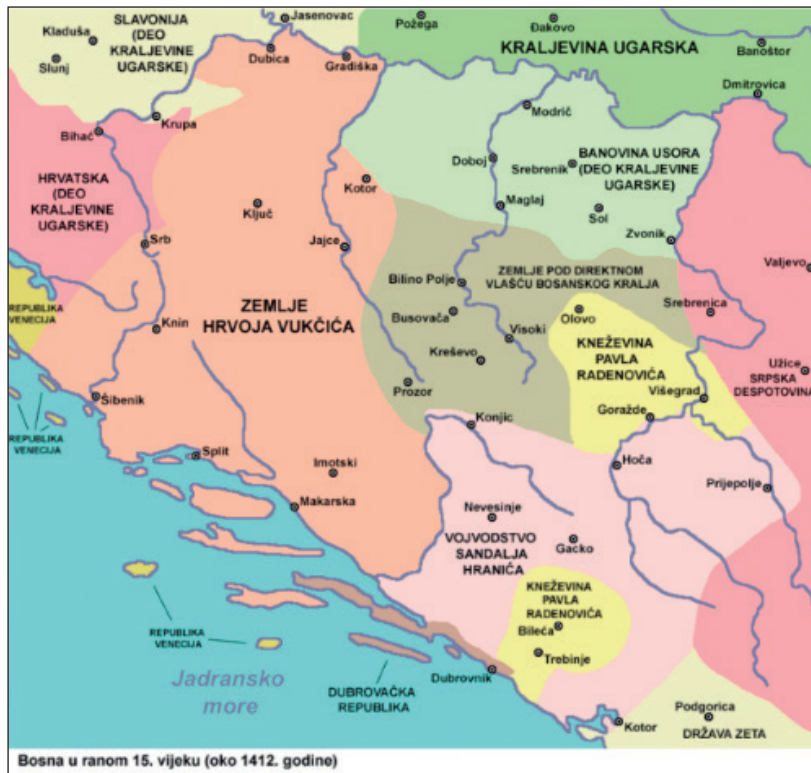 SLAVONIJA
(DEO
KRALJEVINE
UGARSKE)
Kladuša
Slunj
Jasenovac
Dubica
Gradiška
Požega
Đakovo
KRALJEVINA UGARSKA
Banoštor
Dmitrovica
Krupa
Bihać
HRVATSKA
(DEO
KRALJEVINE
UGARSKE)
Srb
Ključ
Kotor
Jajce
Modrič
Doboj
Srebrenik
BANOVINA USORA
(DEO KRALJEVINE
UGARSKE)
Maglaj
Sol
Zvonik
Valjevo
Bilino Polje
ZEMLJE POD DIREKTNOM
VLAŠĆU BOSANSKOG KRALJA
Srebrenica
REPUBLIKA
VENECIJA
ZEMLJE
HRVOJA VUKČIĆA
Knin
Busovača
Visoki
Olovo
KNEŽEVINA
PAVLA
RADENOVIĆA
Kreševo
Prozor
Užice
SRPSKA
DESPOTOVINA
Višegrad
Goražde
Šibenik
REPUBLIKA
VENECIJA
Split
Imotski
Makarska
Konjic
Hoča
Prijepolje
Nevesinje
VOJVODSTVO
SANDALJA
HRANIĆA
Gacko
KNEŽEVINA
PAVLA
RADENOVIĆA
Bileća
Trebinje
REPUBLIKA
VENECIJA
Jadransko
more
DUBROVAČKA
REPUBLIKA
Dubrovnik
Kotor
Podgorica
DRŽAVA ZETA
Bosna u ranom 15. vijeku (oko 1412. godine)